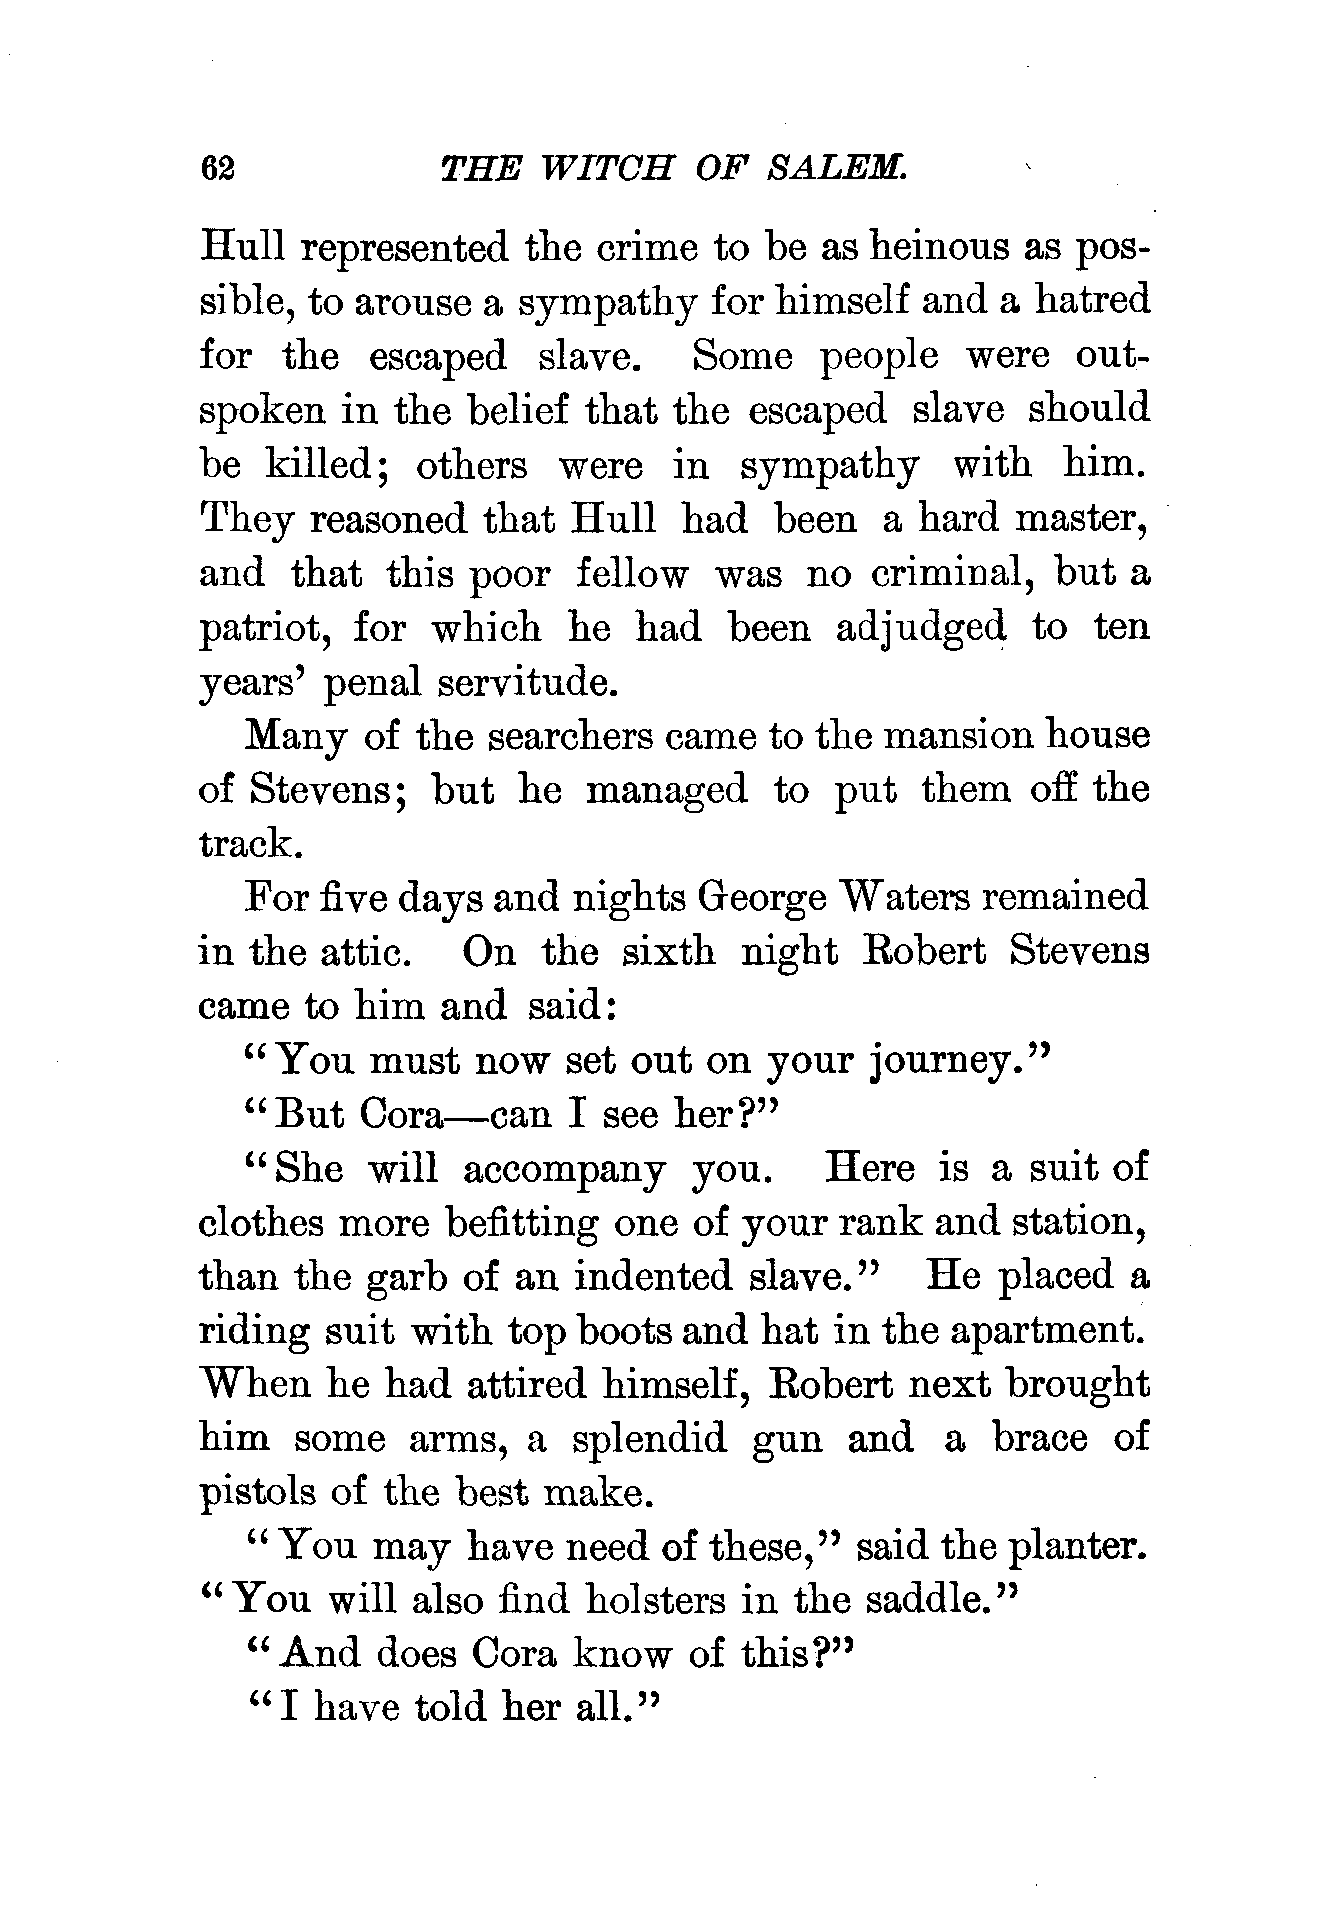 62 THE WITCH OF SALEM.
Hull represented the crime to be as heinous as pos-
sible, to arouse a sympathy for himself and a hatred
for the escaped slave. Some people were out-
spoken in the belief that the escaped slave should
be killed; others were in sympathy with him.
They reasoned that Hull had been a hard master,
and that this poor fellow was no criminal, but a
patriot, for which he had been adjudged to ten
years’ penal servitude.
Many of the searchers came to the mansion house
of Stevens; but he managed to put them off the
track.
For five days and nights George Waters remained
in the attic. On the sixth night Robert Stevens
came to him and said:
“You must now set out on your journey.”
“But Cora—can I see her?”
“She will accompany you. Here is a suit of
clothes more befitting one of your rank and station,
than the garb of an indented slave.” He placed a
riding suit with top boots and hat in the apartment.
When he had attired himself, Robert next brought
him some arms, a splendid gun and a brace of
pistols of the best make.
“You may have need of these,” said the planter.
“You will also find holsters in the saddle.”
“And does Cora know of this?”
“I have told her all.”